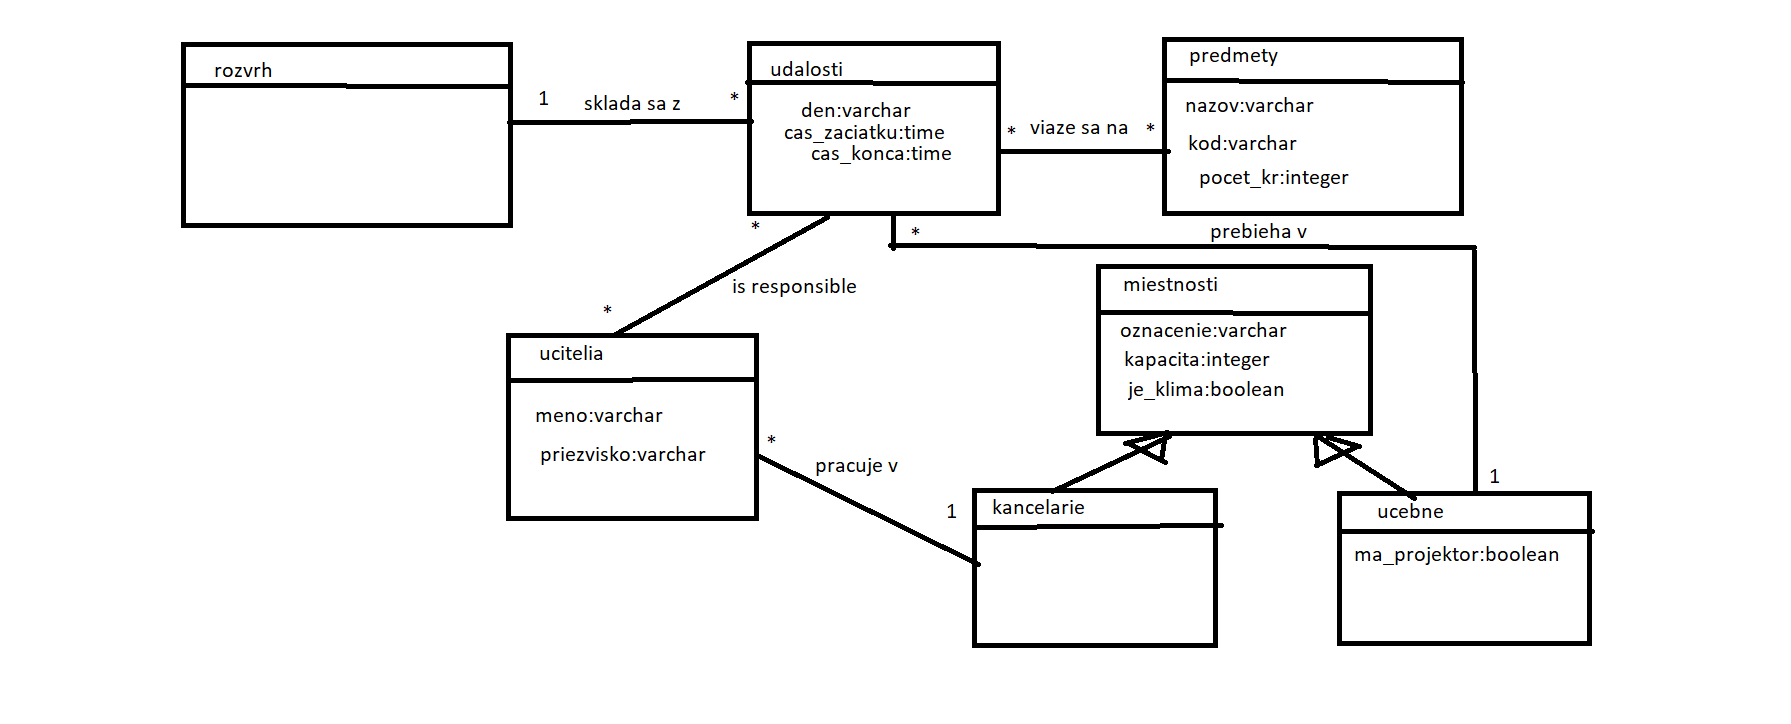 rozvrh
1
sklada sa z
*
udalosti
den:varchar
cas_zaciatku:time
cas_konca:time
*
viaze sa na
*
predmety
nazov:varchar
kod:varchar
pocet_kr:integer
*
is responsible
*
*
prebieha v
1
ucitelia
meno:varchar
priezvisko:varchar
*
pracuje v
1
miestnosti
oznacenie:varchar
kapacita:integer
je_klima:boolean
kancelarie
ucebne
ma_projektor:boolean